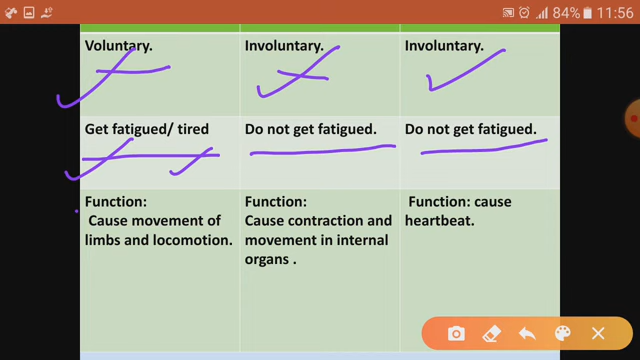 84% 11:56
Voluntary.
Involuntary.
Involuntary.
Get fatigued/ tired
Do not get fatigued.
Do not get fatigued.
Function:
Cause movement of
limbs and locomotion.
Function:
Cause contraction and
movement in internal
organs .
Function: cause
heartbeat.